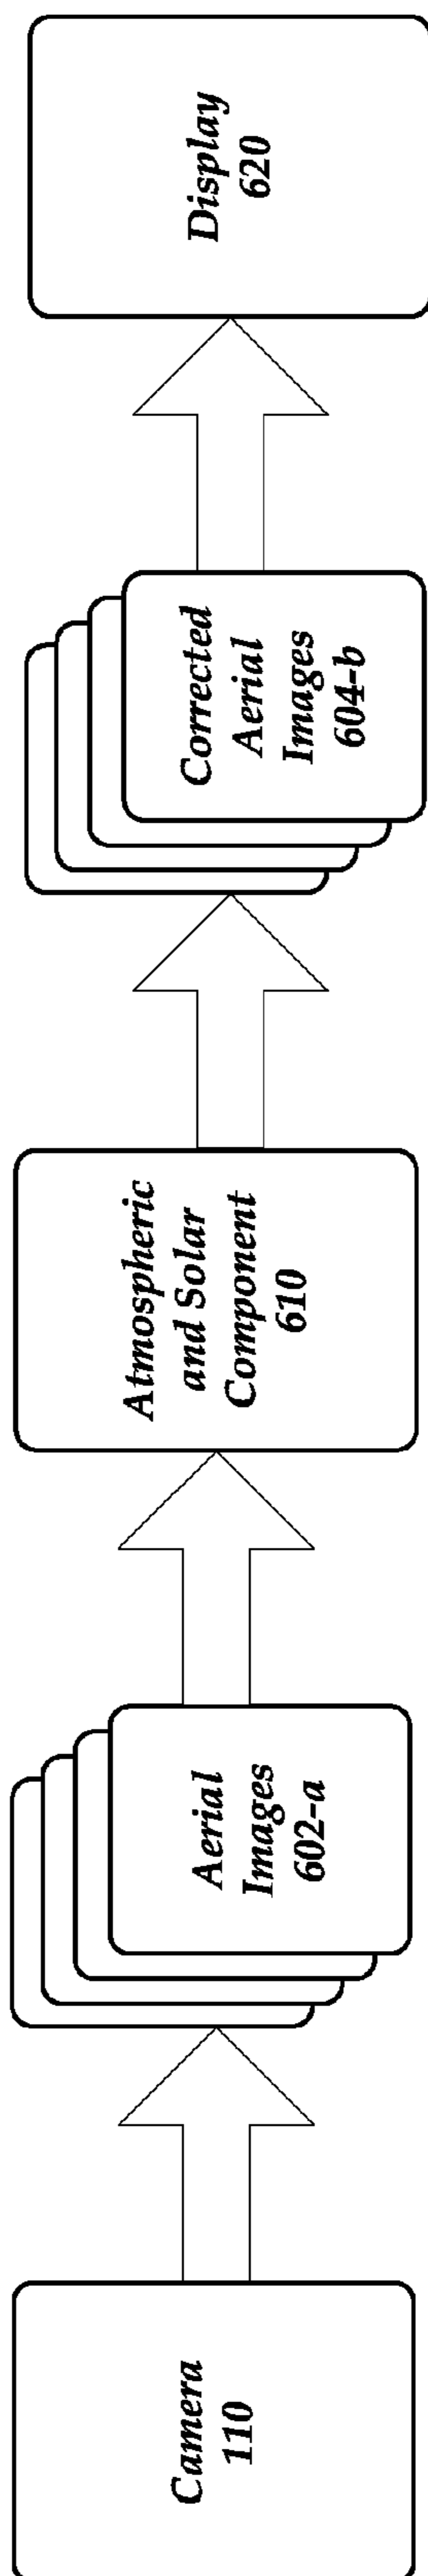 Camera
110
Aerial
Images
602-a
Atmospheric
and Solar
Component
610
Corrected
Aerial
Images
604-b
Display
620